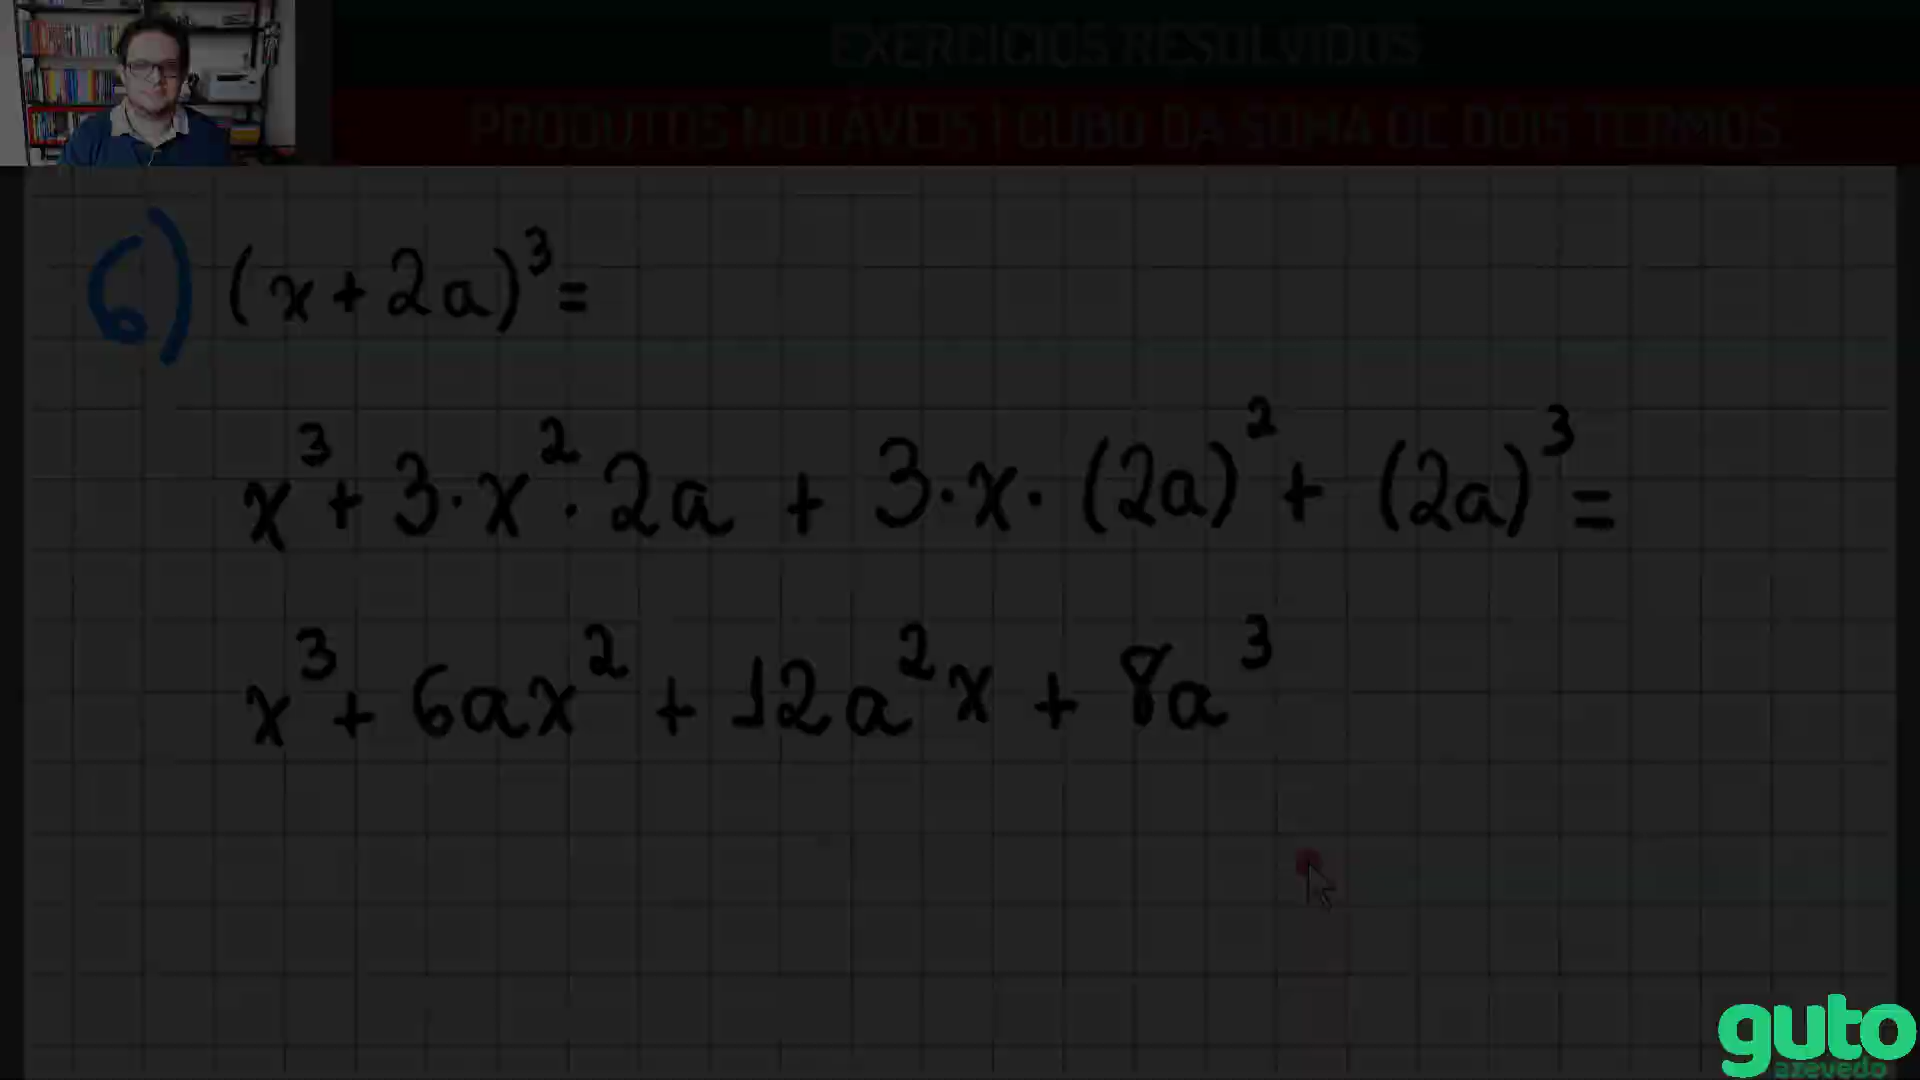 EXERCÍCIOS RESOLVIDOS
PRODUTOS NOTÁVEIS | CUBO DA SOMA DE DOIS TERMOS
6) (x + 2a)³ =
x³ + 3 · x² · 2a + 3 · x · (2a)² + (2a)³ =
x³ + 6ax² + 12a²x + 8a³
guto
azevedo